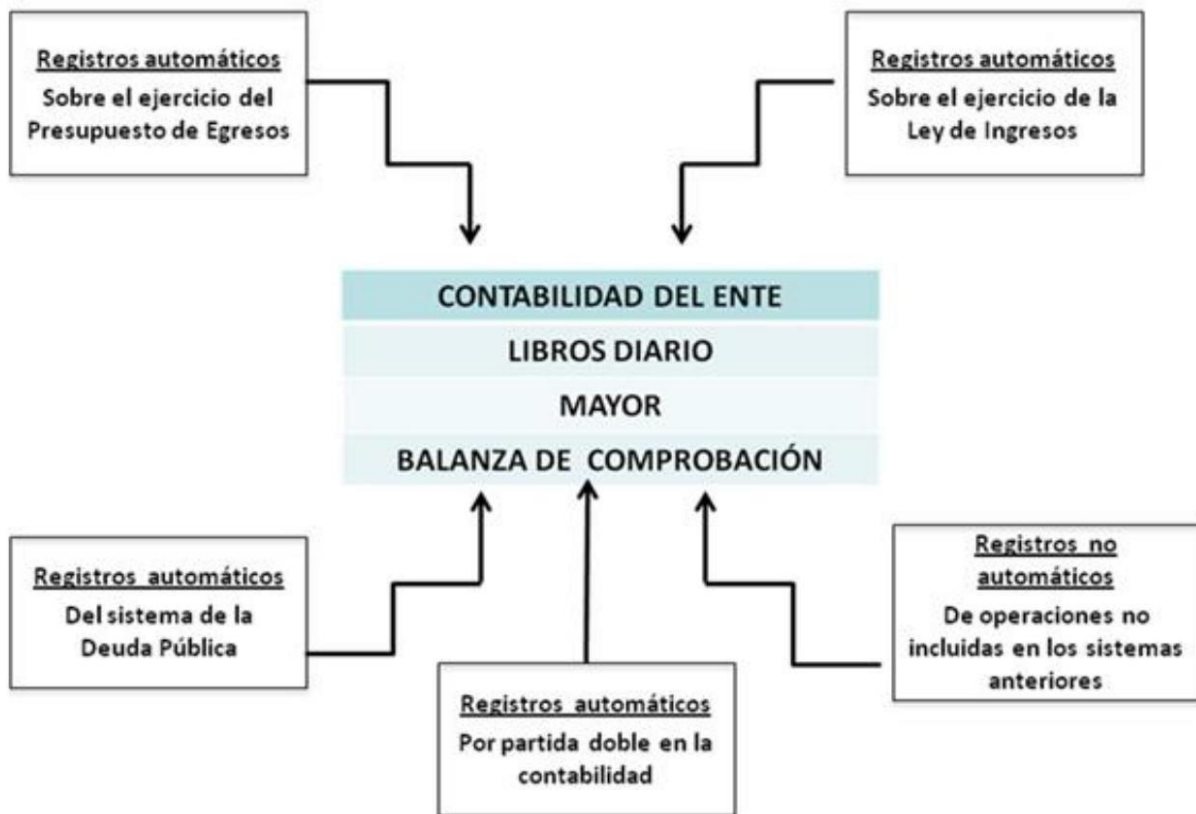 Registros automáticos
Sobre el ejercicio del
Presupuesto de Egresos
Registros automáticos
Sobre el ejercicio de la
Ley de Ingresos
CONTABILIDAD DEL ENTE
LIBROS DIARIO
MAYOR
BALANZA DE COMPROBACIÓN
Registros automáticos
Del sistema de la
Deuda Pública
Registros automáticos
Por partida doble en la
contabilidad
Registros no
automáticos
De operaciones no
incluidas en los sistemas
anteriores